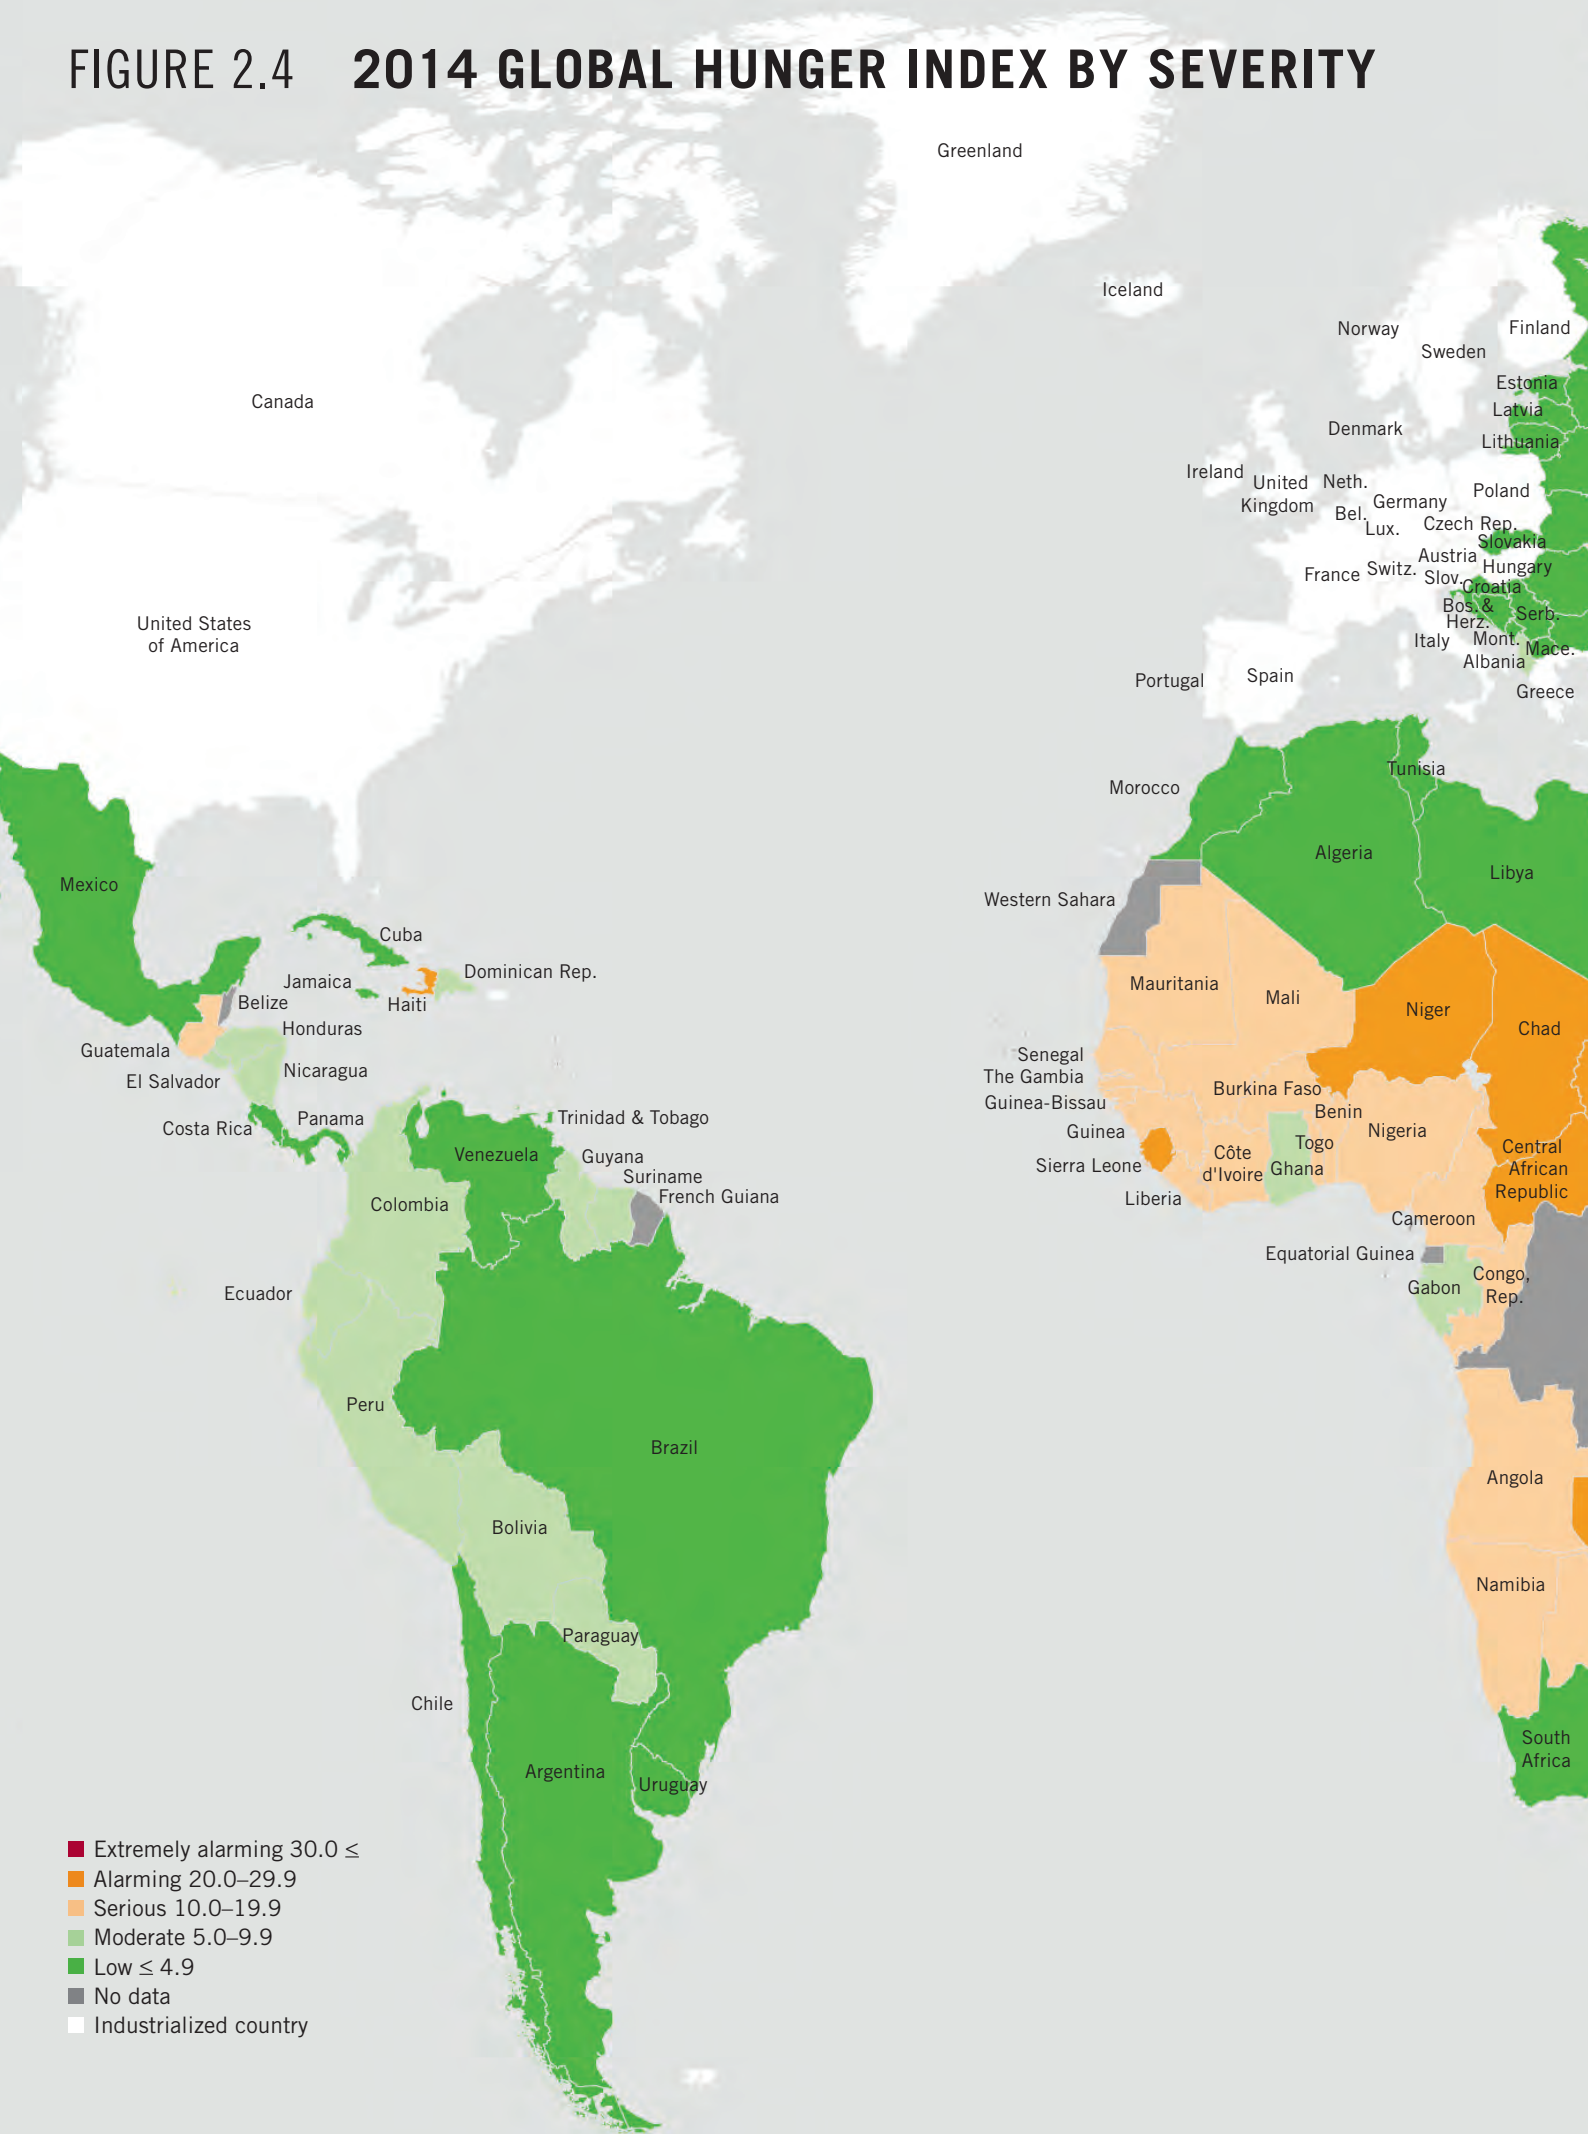 FIGURE 2.4 2014 GLOBAL HUNGER INDEX BY SEVERITY
Greenland
Iceland
Norway
Finland
Sweden
Estonia
Latvia
Lithuania
Denmark
Canada
Ireland
United
Kingdom
Neth.
Bel.
Lux.
Germany
Poland
Czech Rep.
Slovakia
Austria
Hungary
France
Switz.
Slov.
Croatia
Bos.&
Herz.
Serb.
Italy
Mont.
Mace.
Albania
Greece
Portugal
Spain
United States
of America
Morocco
Tunisia
Algeria
Libya
Western Sahara
Mexico
Cuba
Jamaica
Haiti
Dominican Rep.
Belize
Honduras
Guatemala
El Salvador
Nicaragua
Costa Rica
Panama
Trinidad & Tobago
Venezuela
Guyana
Suriname
French Guiana
Colombia
Ecuador
Peru
Brazil
Bolivia
Paraguay
Chile
Argentina
Uruguay
Mauritania
Mali
Niger
Chad
Senegal
The Gambia
Guinea-Bissau
Guinea
Sierra Leone
Liberia
Burkina Faso
Benin
Togo
Nigeria
Côte
d'Ivoire
Ghana
Central
African
Republic
Cameroon
Equatorial Guinea
Gabon
Congo,
Rep.
Angola
Namibia
South
Africa
Extremely alarming 30.0 ≤
Alarming 20.0–29.9
Serious 10.0–19.9
Moderate 5.0–9.9
Low ≤ 4.9
No data
Industrialized country